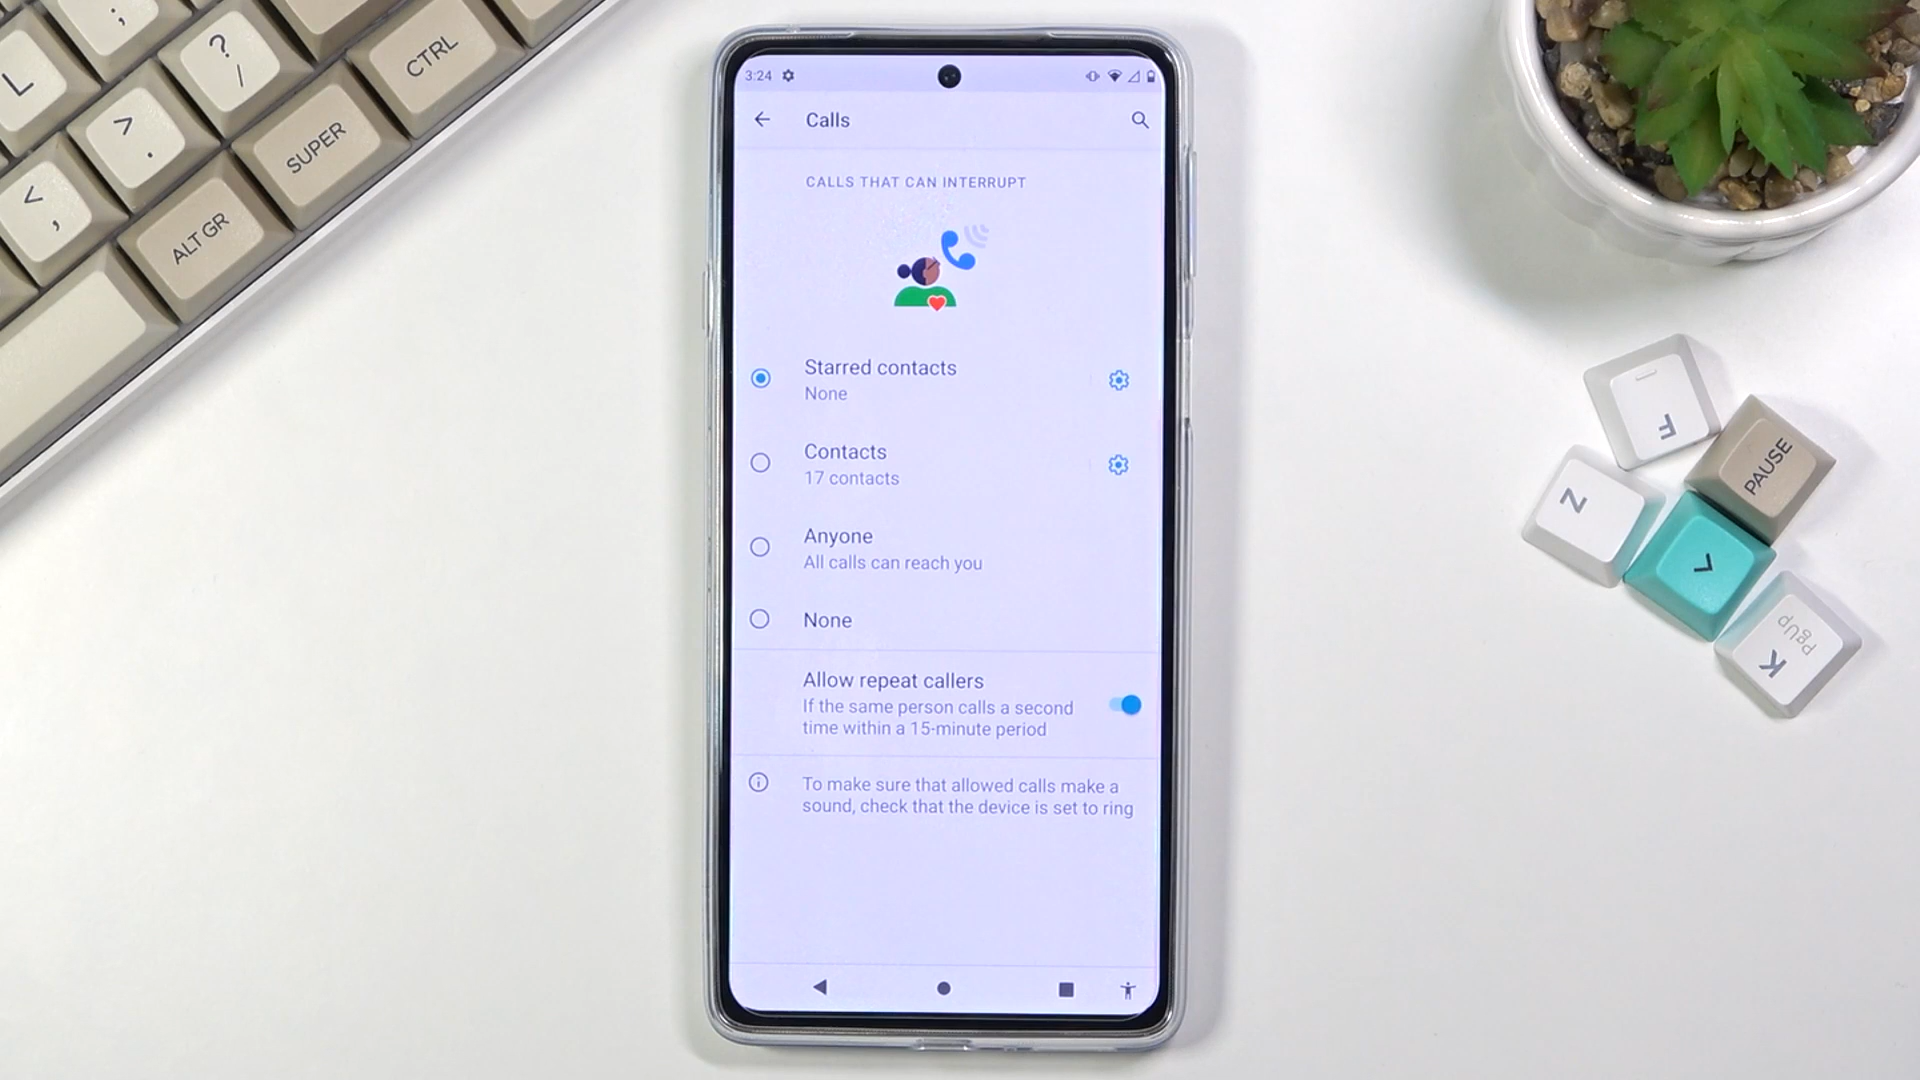 3:24
Calls
CALLS THAT CAN INTERRUPT
Starred contacts
None
Contacts
17 contacts
Anyone
All calls can reach you
None
Allow repeat callers
If the same person calls a second
time within a 15-minute period
To make sure that allowed calls make a
sound, check that the device is set to ring
;
L
?
/
CTRL
>
.
SUPER
<
,
ALT GR
F
PAUSE
Z
PgUp
K